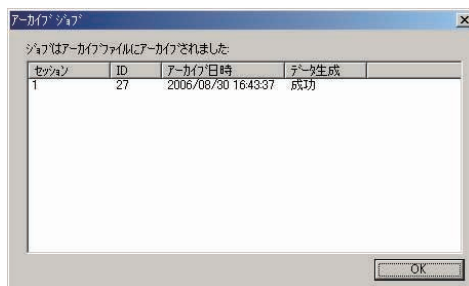 ｱｰｶｲﾌﾞ ｼﾞｮﾌﾞ
ｼﾞｮﾌﾞはｱｰｶｲﾌﾞﾌｧｲﾙにｱｰｶｲﾌﾞされました:
ｾｯｼｮﾝ ID ｱｰｶｲﾌﾞ日時 ﾃﾞｰﾀ生成
1 27 2006/08/30 16:43:37 成功
OK